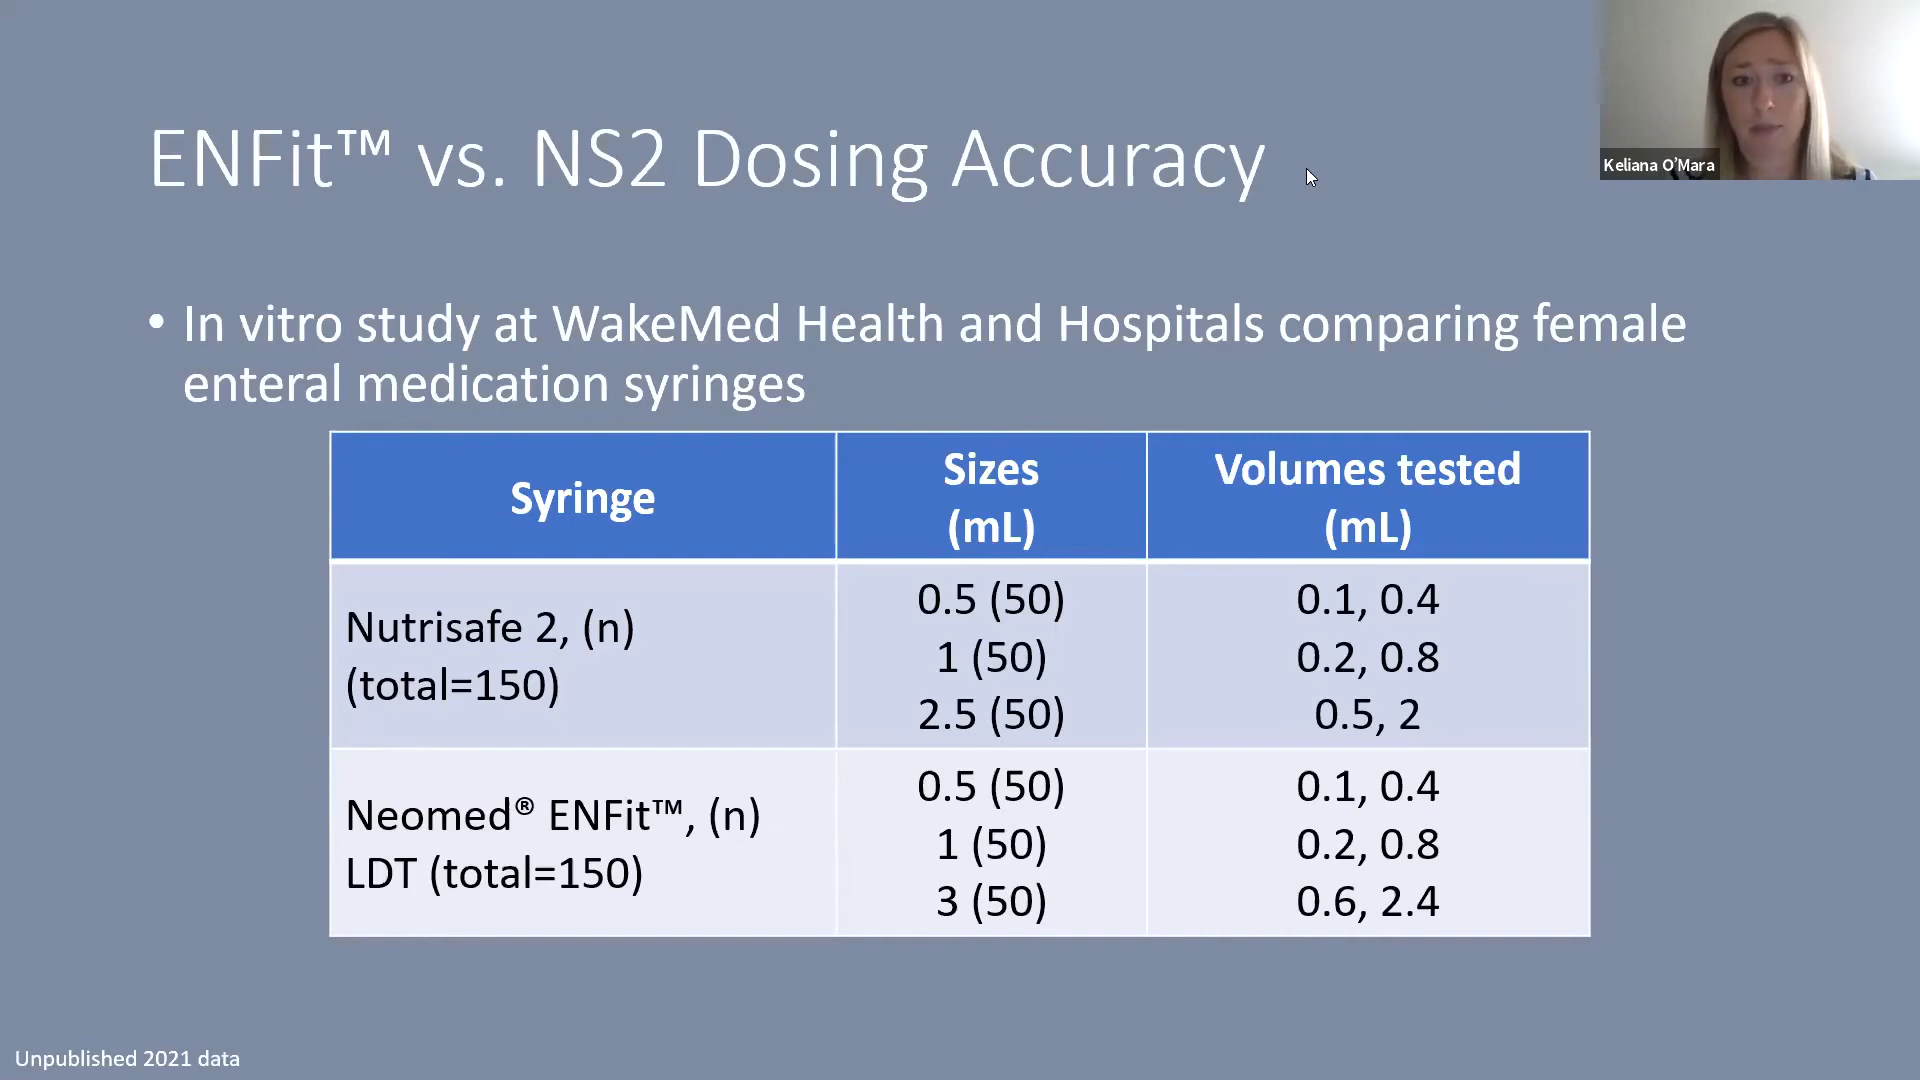 Keliana O'Mara
ENFit™ vs. NS2 Dosing Accuracy
• In vitro study at WakeMed Health and Hospitals comparing female
enteral medication syringes
Syringe
Sizes
(mL)
Volumes tested
(mL)
Nutrisafe 2, (n)
(total=150)
0.5 (50)
1 (50)
2.5 (50)
0.1, 0.4
0.2, 0.8
0.5, 2
Neomed® ENFit™, (n)
LDT (total=150)
0.5 (50)
1 (50)
3 (50)
0.1, 0.4
0.2, 0.8
0.6, 2.4
Unpublished 2021 data